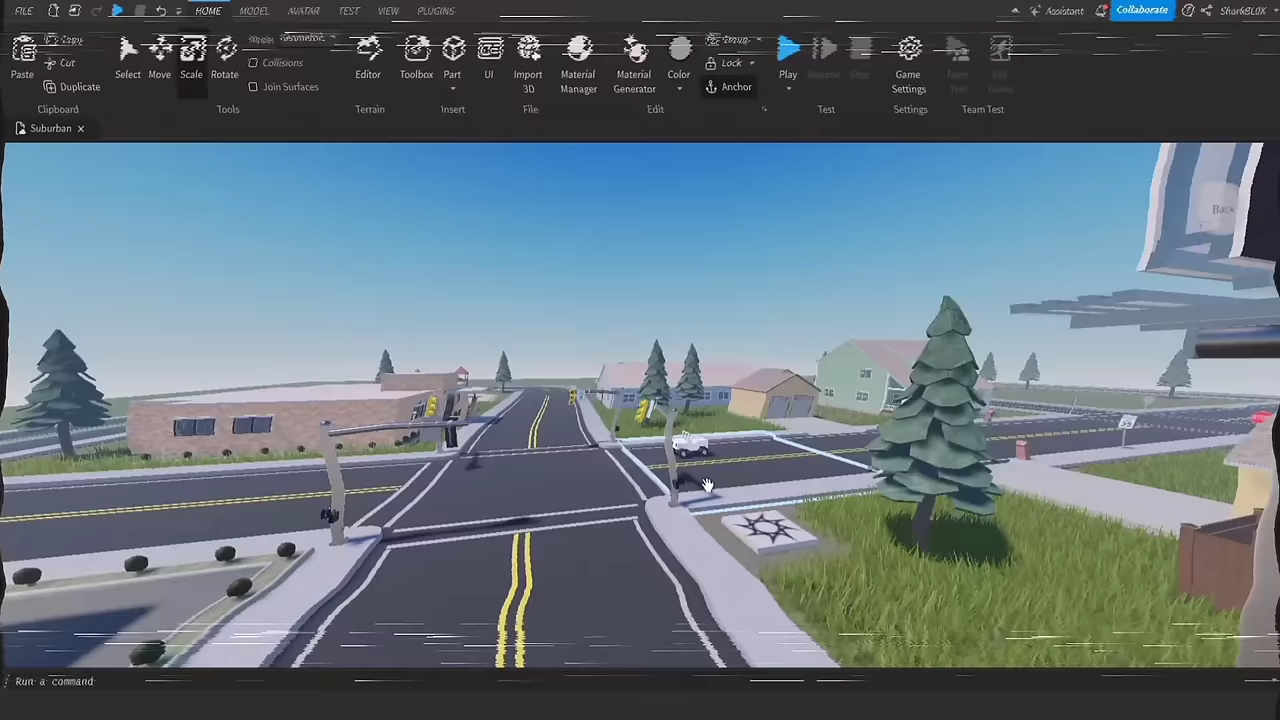 FILE HOME MODEL AVATAR TEST VIEW PLUGINS Assistant Collaborate SharkBLOX
Copy Group
Cut Collisions Lock
Paste Select Move Scale Rotate Editor Toolbox Part UI Import 3D Material Manager Material Generator Color Play Game Settings
Duplicate Join Surfaces Anchor
Clipboard Tools Terrain Insert File Edit Test Settings Team Test
Suburban
Back
Run a command